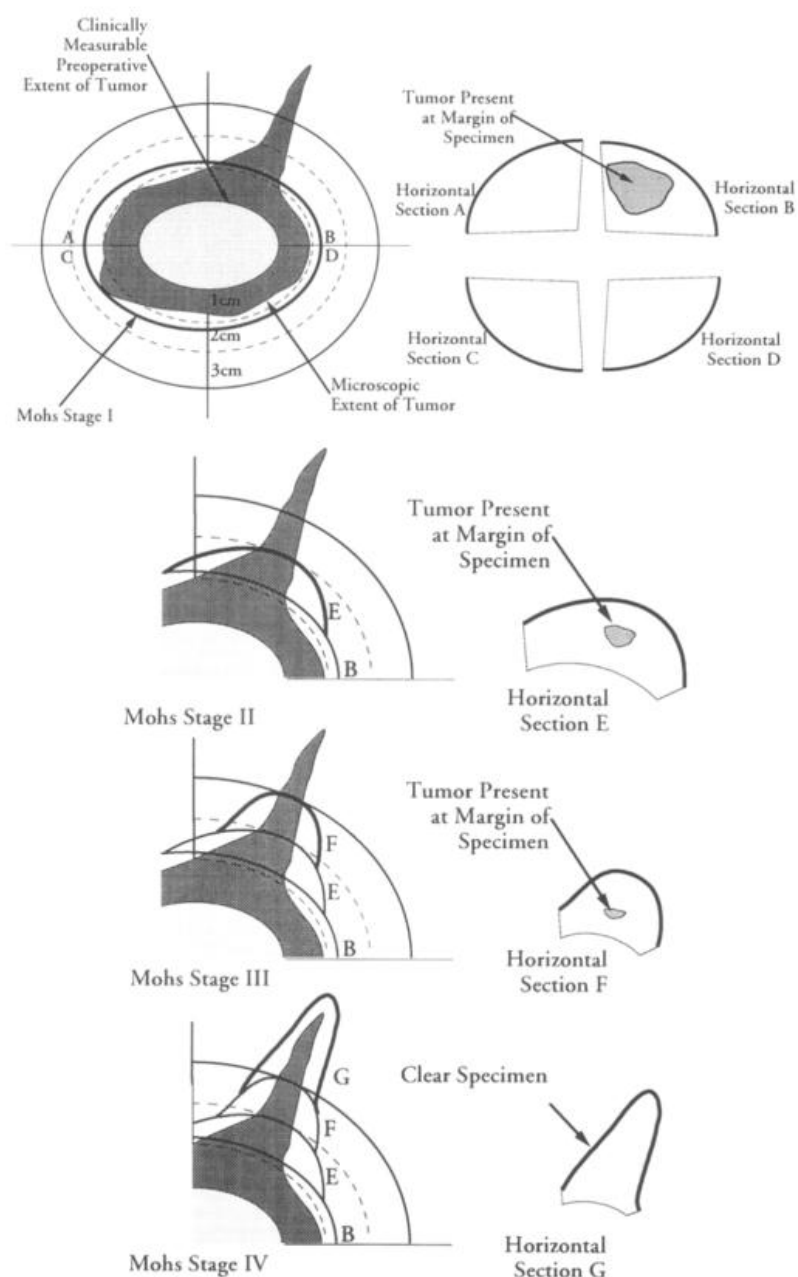 Clinically
Measurable
Preoperative
Extent of Tumor
A
C
B
D
1cm
2cm
3cm
Mohs Stage I
Microscopic
Extent of Tumor
Tumor Present
at Margin of
Specimen
Horizontal
Section A
Horizontal
Section B
Horizontal
Section C
Horizontal
Section D
E
B
Mohs Stage II
Tumor Present
at Margin of
Specimen
Horizontal
Section E
F
E
B
Mohs Stage III
Tumor Present
at Margin of
Specimen
Horizontal
Section F
G
F
E
B
Mohs Stage IV
Clear Specimen
Horizontal
Section G